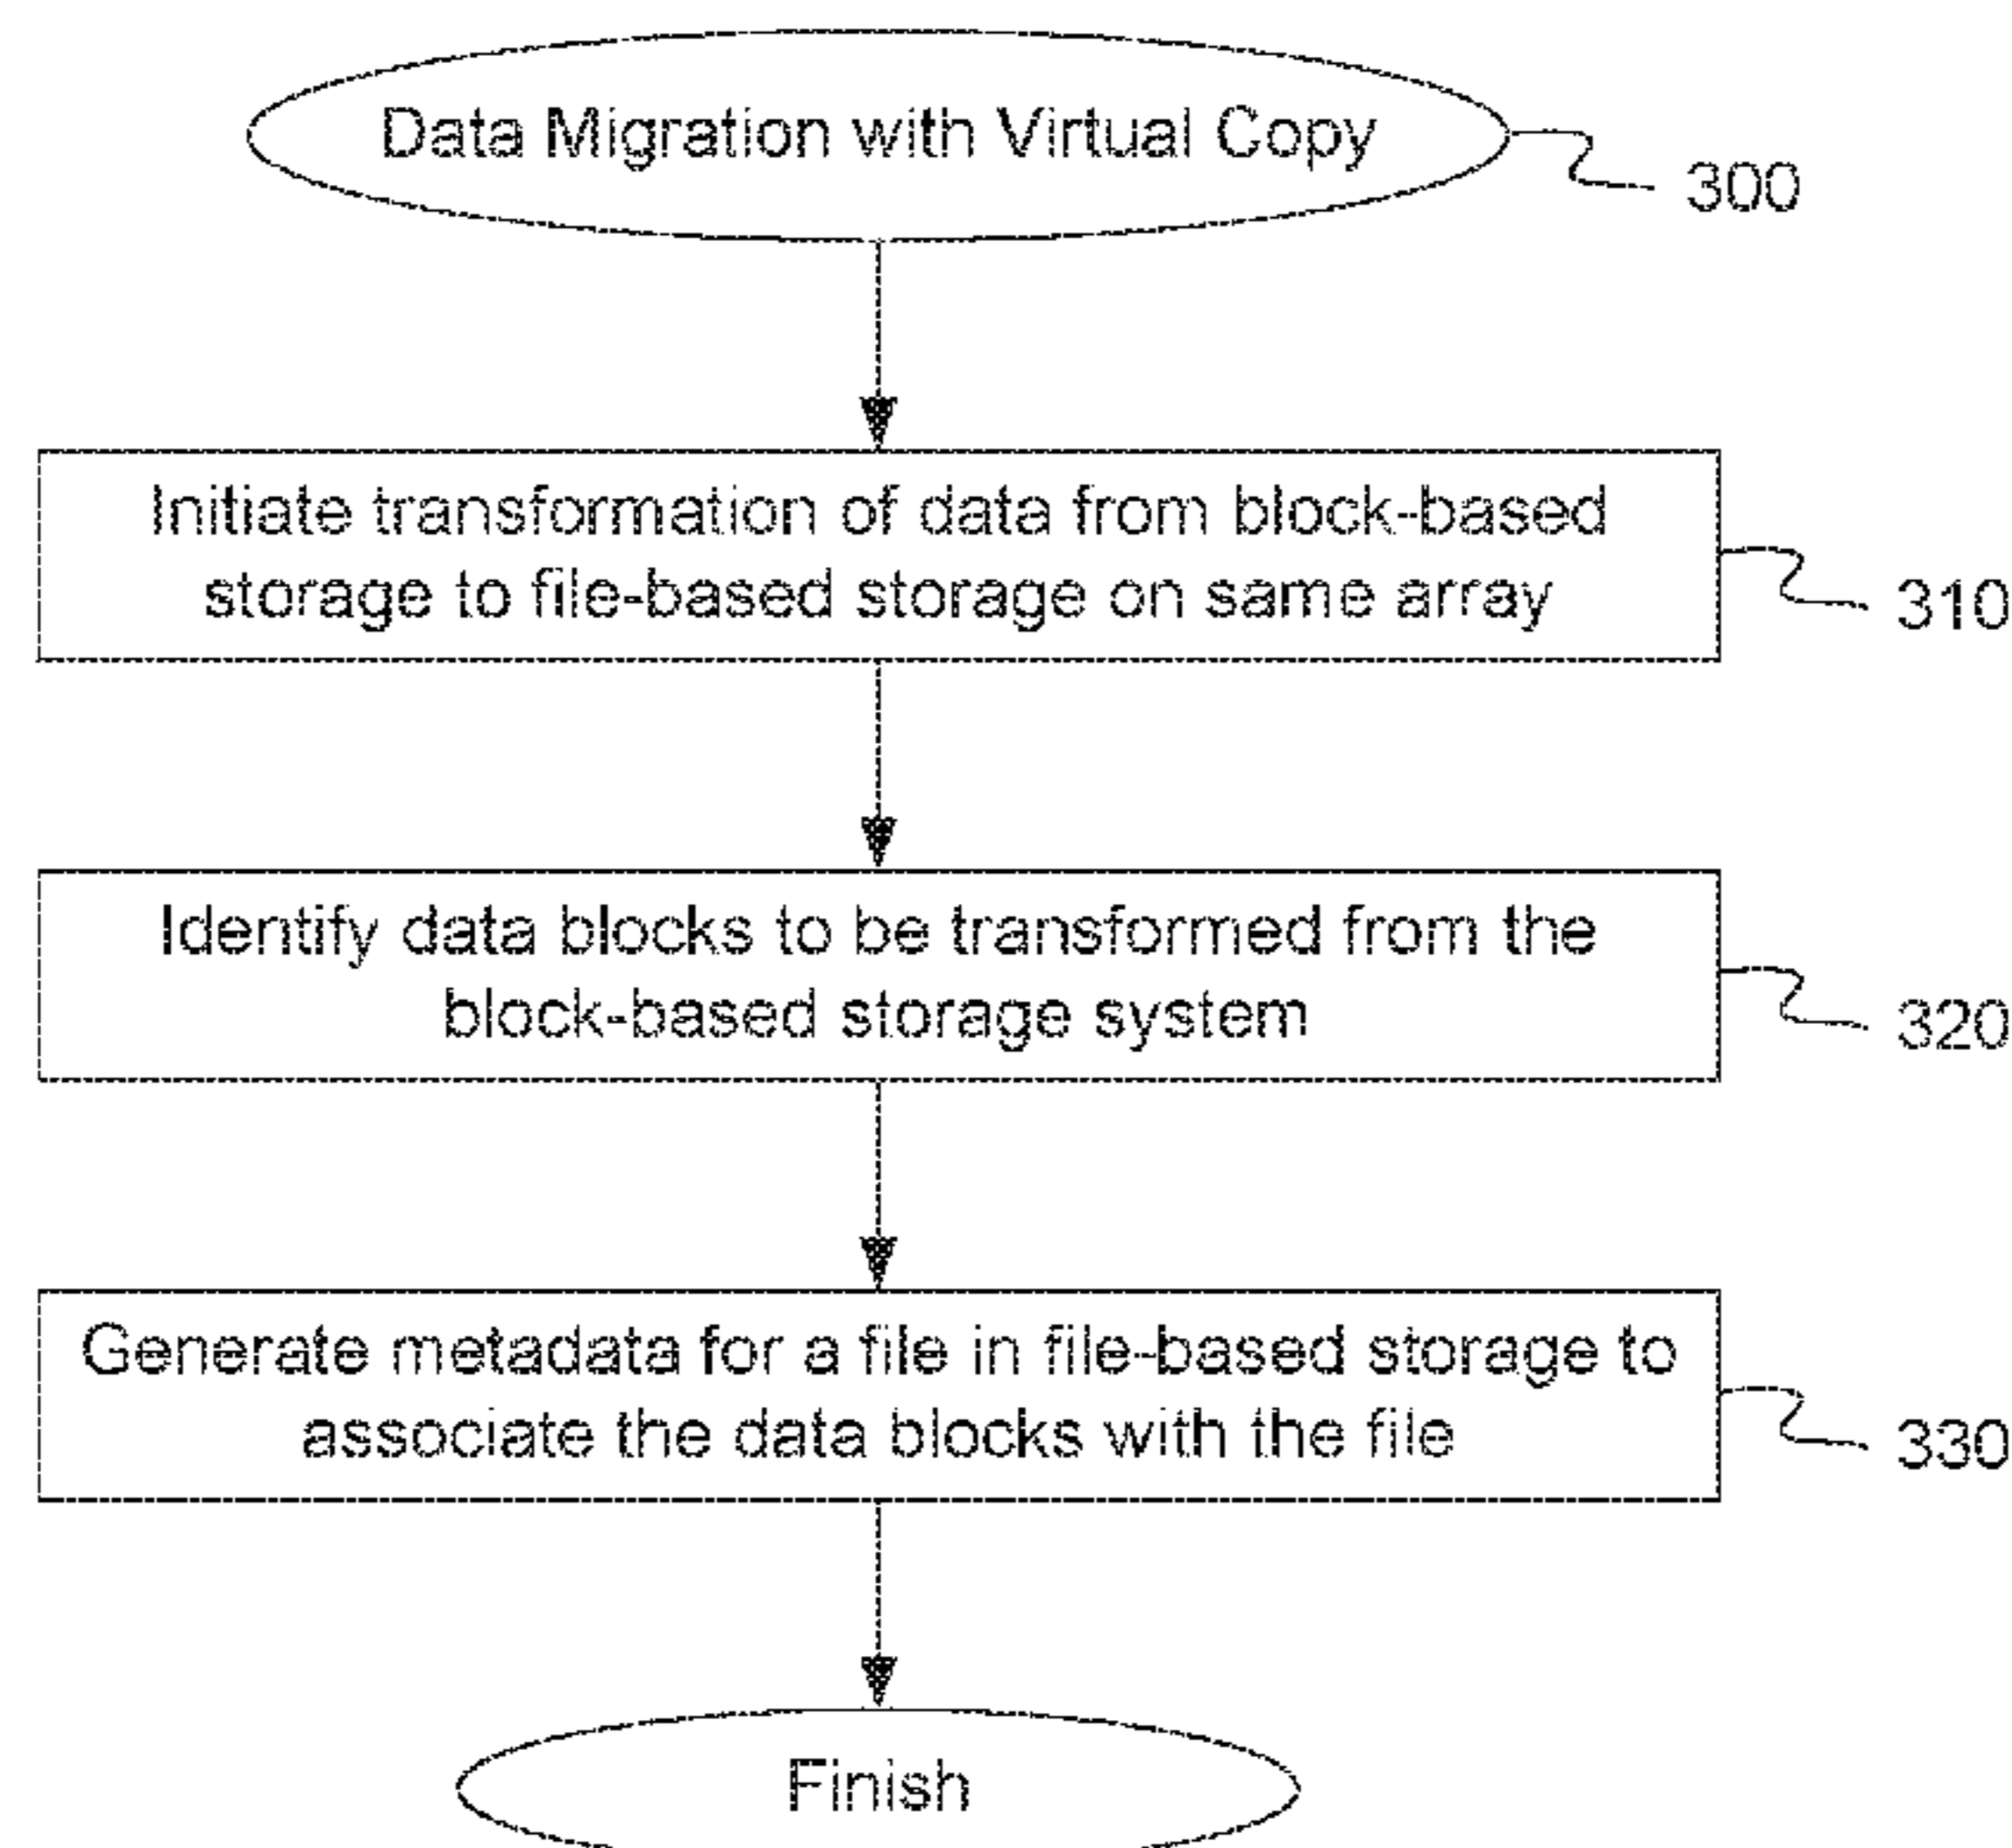 Data Migration with Virtual Copy
300
Initiate transformation of data from block-based
storage to file-based storage on same array
310
Identify data blocks to be transformed from the
block-based storage system
320
Generate metadata for a file in file-based storage to
associate the data blocks with the file
330
Finish